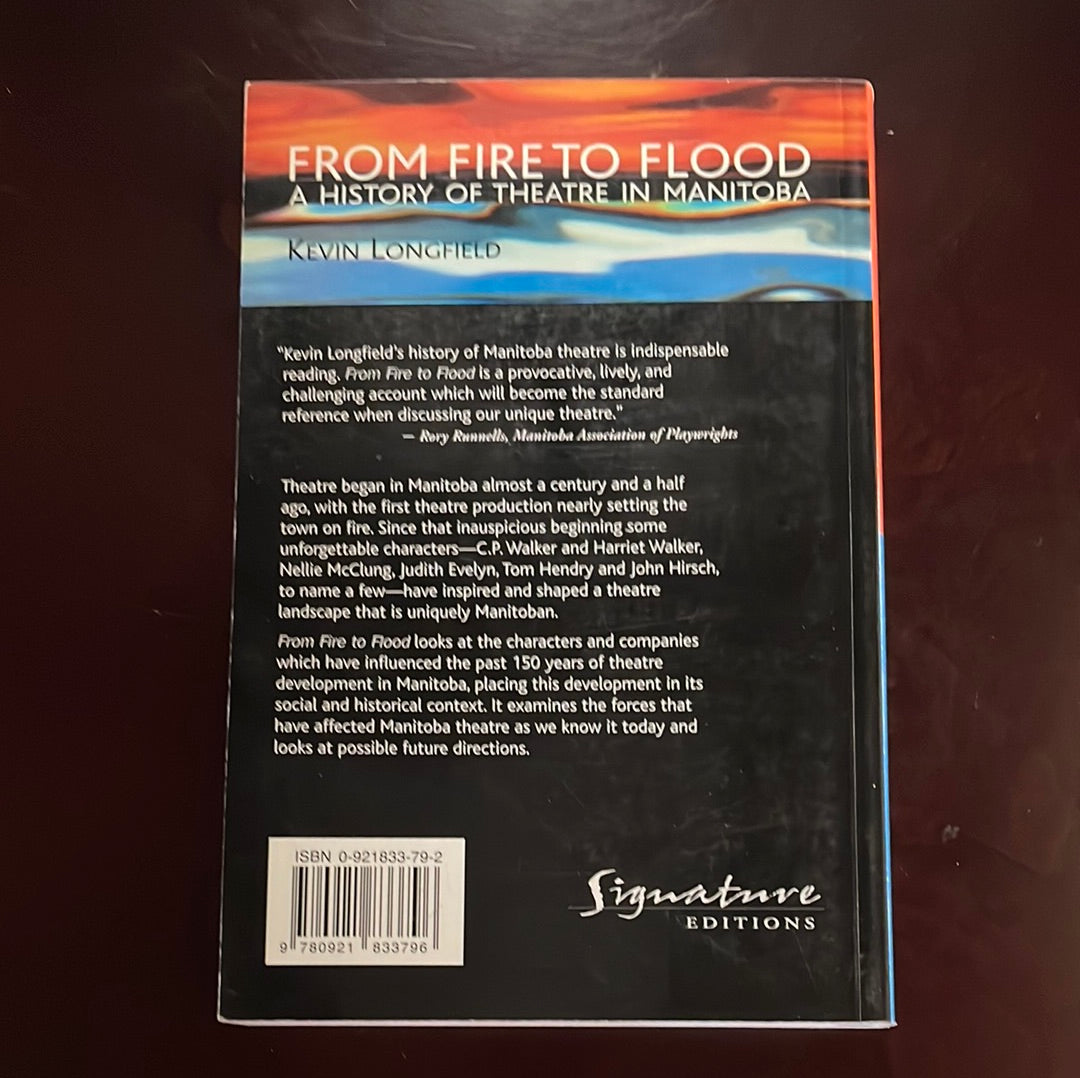 FROM FIRE TO FLOOD
A HISTORY OF THEATRE IN MANITOBA
KEVIN LONGFIELD
“Kevin Longfield’s history of Manitoba theatre is indispensable
reading. From Fire to Flood is a provocative, lively, and
challenging account which will become the standard
reference when discussing our unique theatre.”
— Rory Runnells, Manitoba Association of Playwrights
Theatre began in Manitoba almost a century and a half
ago, with the first theatre production nearly setting the
town on fire. Since that inauspicious beginning some
unforgettable characters—C.P. Walker and Harriet Walker,
Nellie McClung, Judith Evelyn, Tom Hendry and John Hirsch,
to name a few—have inspired and shaped a theatre
landscape that is uniquely Manitoban.
From Fire to Flood looks at the characters and companies
which have influenced the past 150 years of theatre
development in Manitoba, placing this development in its
social and historical context. It examines the forces that
have affected Manitoba theatre as we know it today and
looks at possible future directions.
ISBN 0-921833-79-2
9 780921 833796
Signature
EDITIONS